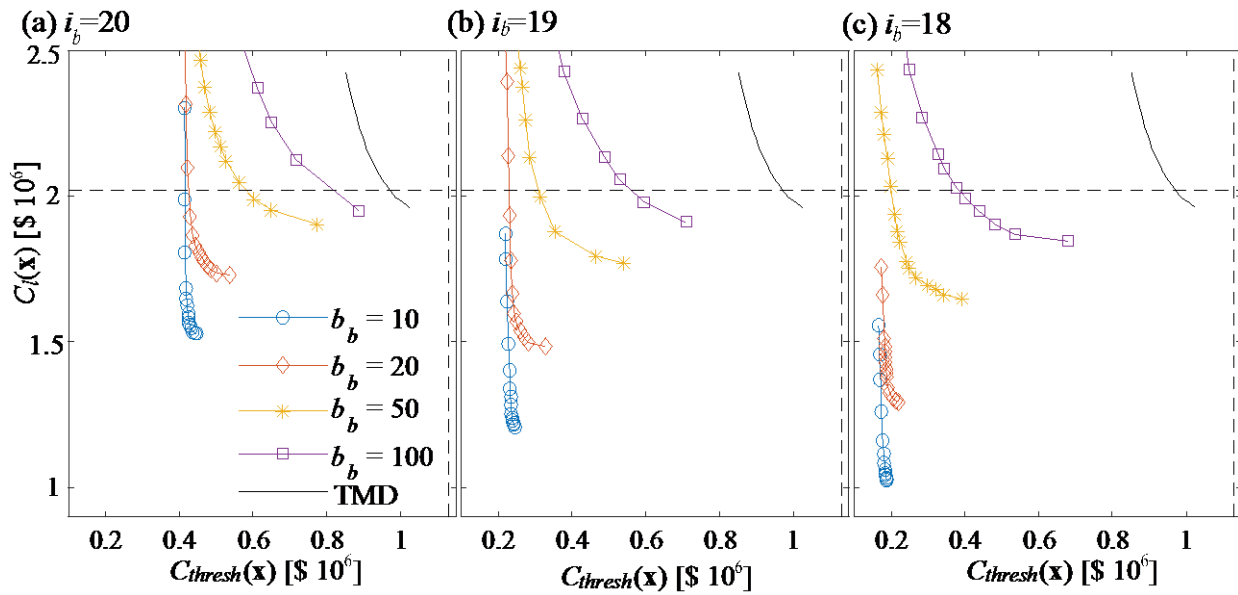 (a) i_b=20 (b) i_b=19 (c) i_b=18
2.5
2
1.5
1
C_l(x) [$ 10^6]
b_b = 10
b_b = 20
b_b = 50
b_b = 100
TMD
0.2 0.4 0.6 0.8 1 0.2 0.4 0.6 0.8 1 0.2 0.4 0.6 0.8 1
C_thresh(x) [$ 10^6] C_thresh(x) [$ 10^6] C_thresh(x) [$ 10^6]